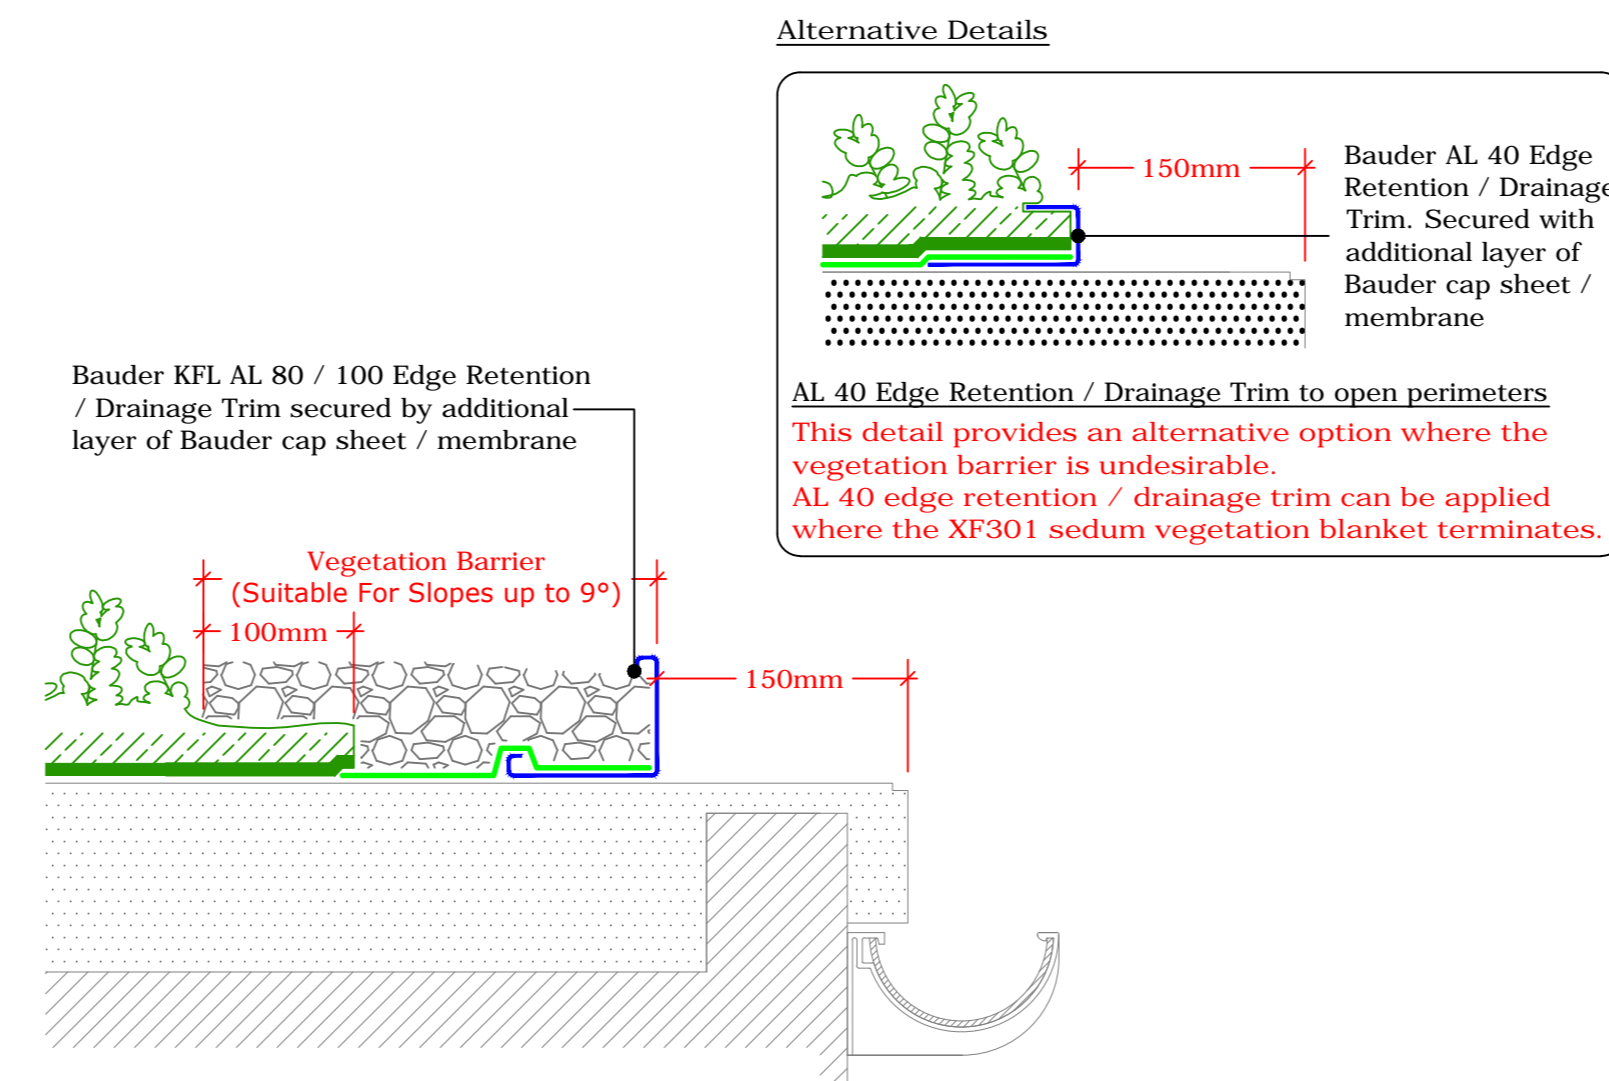 Alternative Details
150mm
Bauder AL 40 Edge
Retention / Drainage
Trim. Secured with
additional layer of
Bauder cap sheet /
membrane
AL 40 Edge Retention / Drainage Trim to open perimeters
This detail provides an alternative option where the
vegetation barrier is undesirable.
AL 40 edge retention / drainage trim can be applied
where the XF301 sedum vegetation blanket terminates.
Bauder KFL AL 80 / 100 Edge Retention
/ Drainage Trim secured by additional
layer of Bauder cap sheet / membrane
Vegetation Barrier
(Suitable For Slopes up to 9°)
100mm
150mm